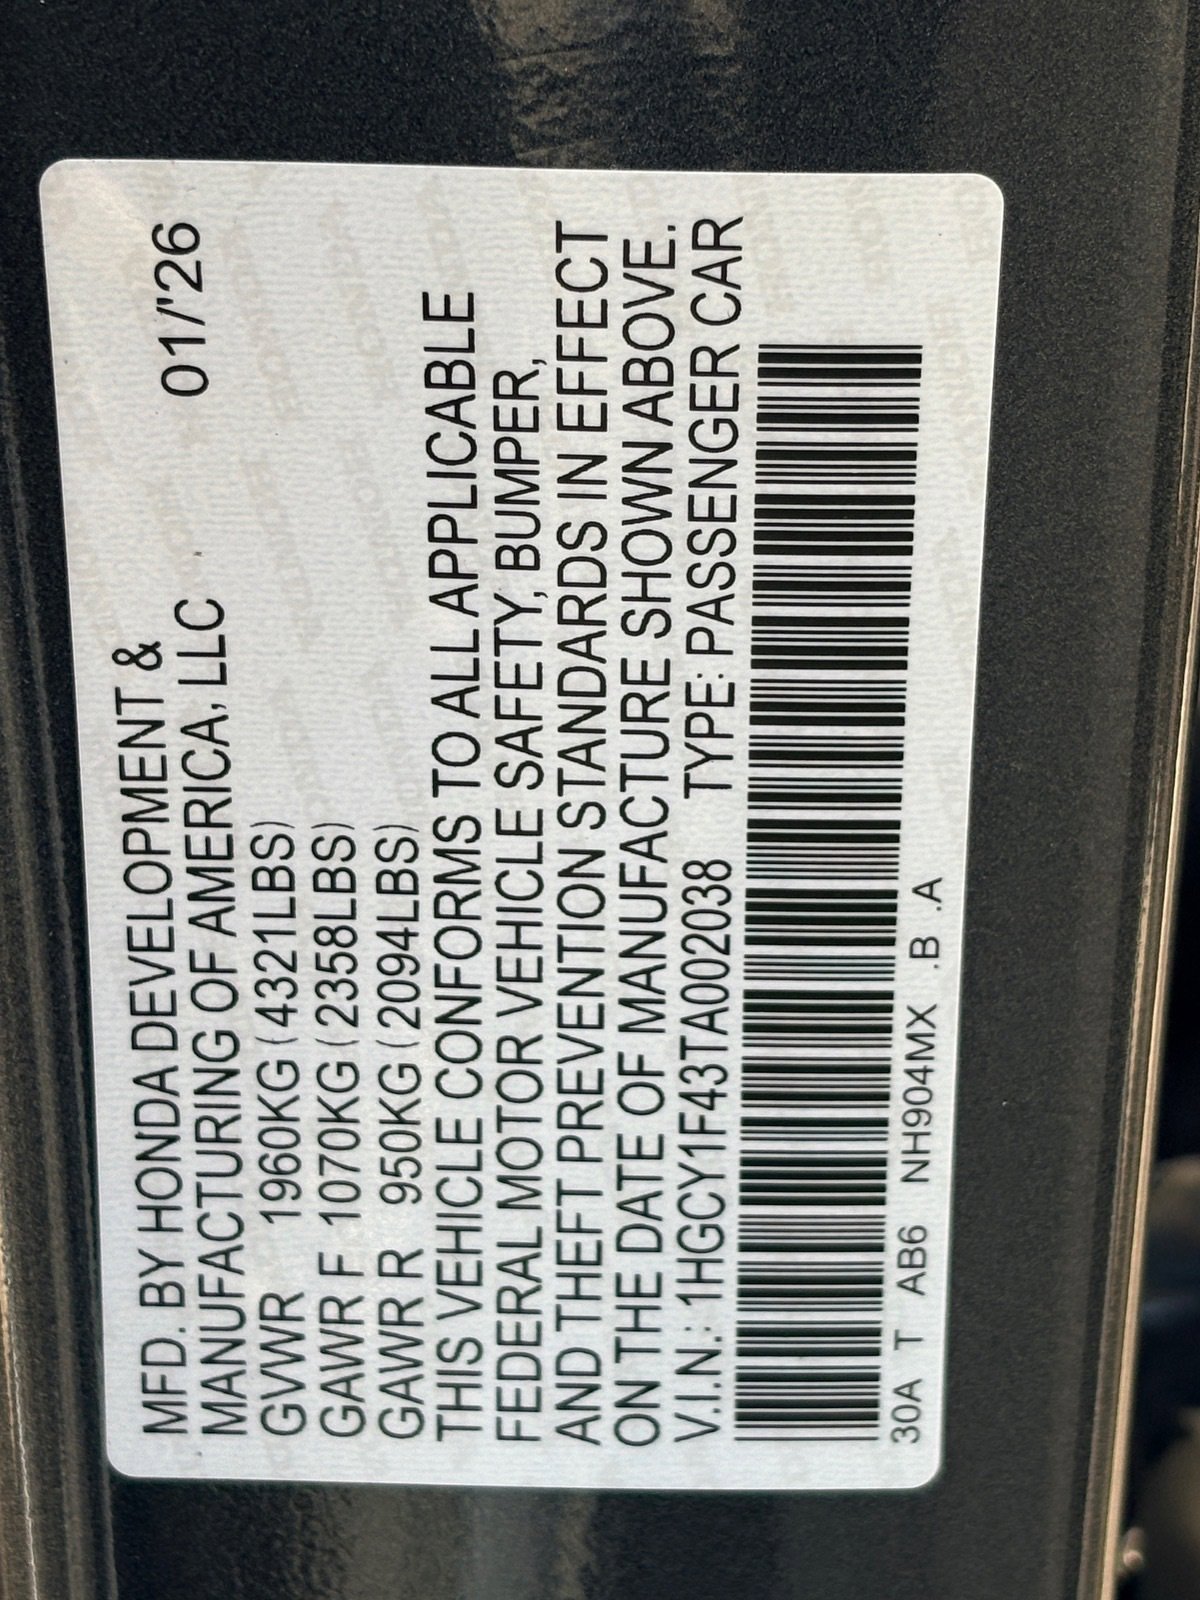 MFD. BY HONDA DEVELOPMENT &
MANUFACTURING OF AMERICA, LLC 01/'26
GVWR 1960KG (4321LBS)
GAWR F 1070KG (2358LBS)
GAWR R 950KG (2094LBS)
THIS VEHICLE CONFORMS TO ALL APPLICABLE
FEDERAL MOTOR VEHICLE SAFETY, BUMPER,
AND THEFT PREVENTION STANDARDS IN EFFECT
ON THE DATE OF MANUFACTURE SHOWN ABOVE.
V.I.N.: 1HGCY1F43TA002038 TYPE: PASSENGER CAR
30A T AB6 NH904MX .B .A